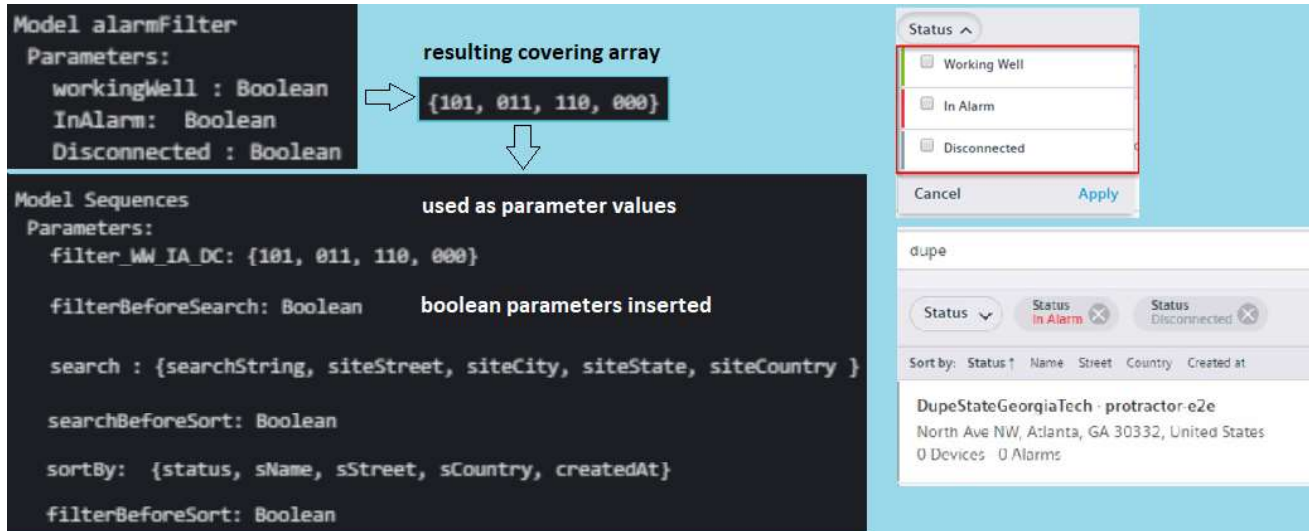 Model alarmFilter
Parameters:
workingWell : Boolean
InAlarm: Boolean
Disconnected : Boolean
resulting covering array
{101, 011, 110, 000}
Model Sequences
used as parameter values
Parameters:
filter_WW_IA_DC: {101, 011, 110, 000}
filterBeforeSearch: Boolean
boolean parameters inserted
search : {searchString, siteStreet, siteCity, siteState, siteCountry }
searchBeforeSort: Boolean
sortBy: {status, sName, sStreet, sCountry, createdAt}
filterBeforeSort: Boolean
Status
Working Well
In Alarm
Disconnected
Cancel Apply
dupe
Status
Status
In Alarm
Status
Disconnected
Sort by: Status↑ Name Street Country Created at
DupeStateGeorgiaTech - protractor-e2e
North Ave NW, Atlanta, GA 30332, United States
0 Devices 0 Alarms